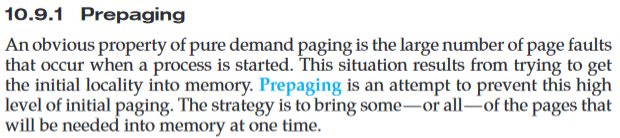 10.9.1 Prepaging
An obvious property of pure demand paging is the large number of page faults
that occur when a process is started. This situation results from trying to get
the initial locality into memory. Prepaging is an attempt to prevent this high
level of initial paging. The strategy is to bring some—or all—of the pages that
will be needed into memory at one time.